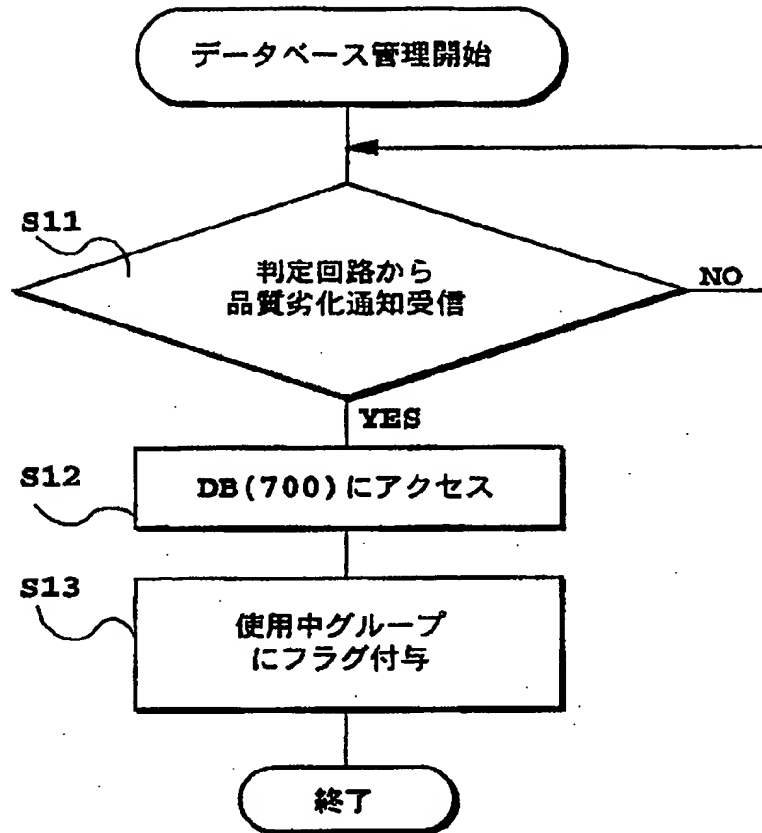 データベース管理開始
S11
判定回路から
品質劣化通知受信
NO
YES
S12
DB(700)にアクセス
S13
使用中グループ
にフラグ付与
終了